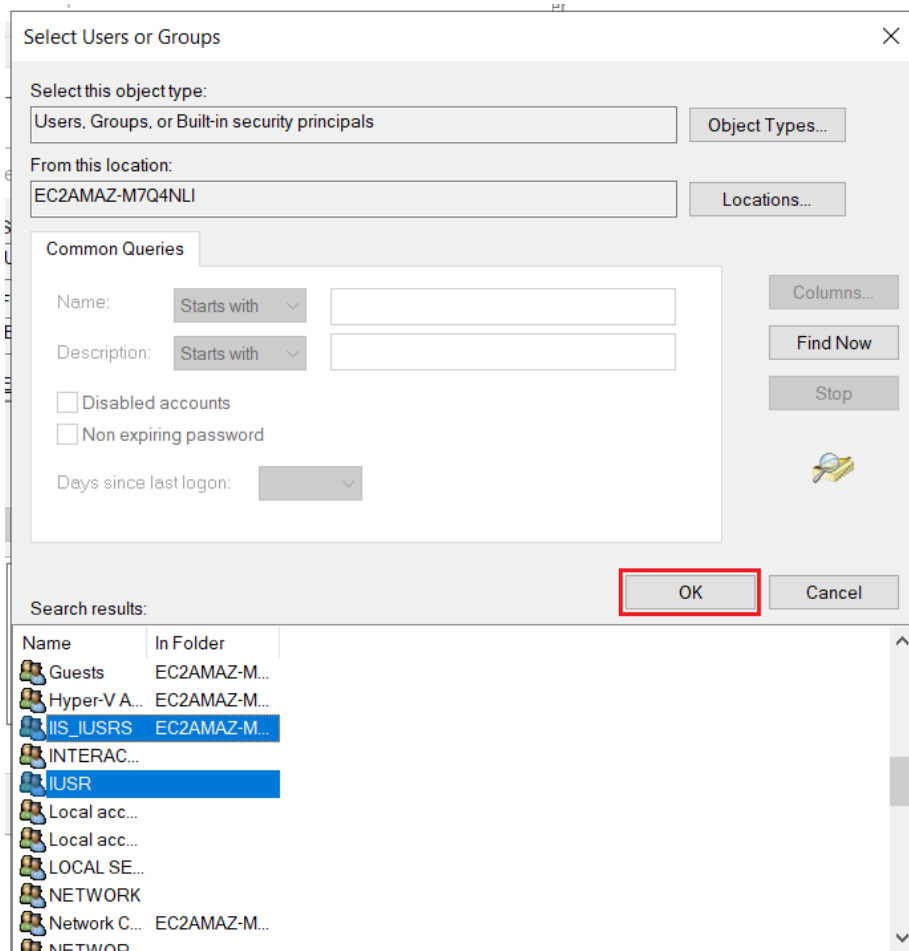 Select Users or Groups
Select this object type:
Users, Groups, or Built-in security principals
Object Types...
From this location:
EC2AMAZ-M7Q4NLI
Locations...
Common Queries
Name:
Starts with
Columns...
Description:
Starts with
Find Now
Disabled accounts
Stop
Non expiring password
Days since last logon:
OK
Cancel
Search results:
Name In Folder
Guests EC2AMAZ-M...
Hyper-V A... EC2AMAZ-M...
IIS_IUSRS EC2AMAZ-M...
INTERAC...
IUSR
Local acc...
Local acc...
LOCAL SE...
NETWORK
Network C... EC2AMAZ-M...
NETWOR...